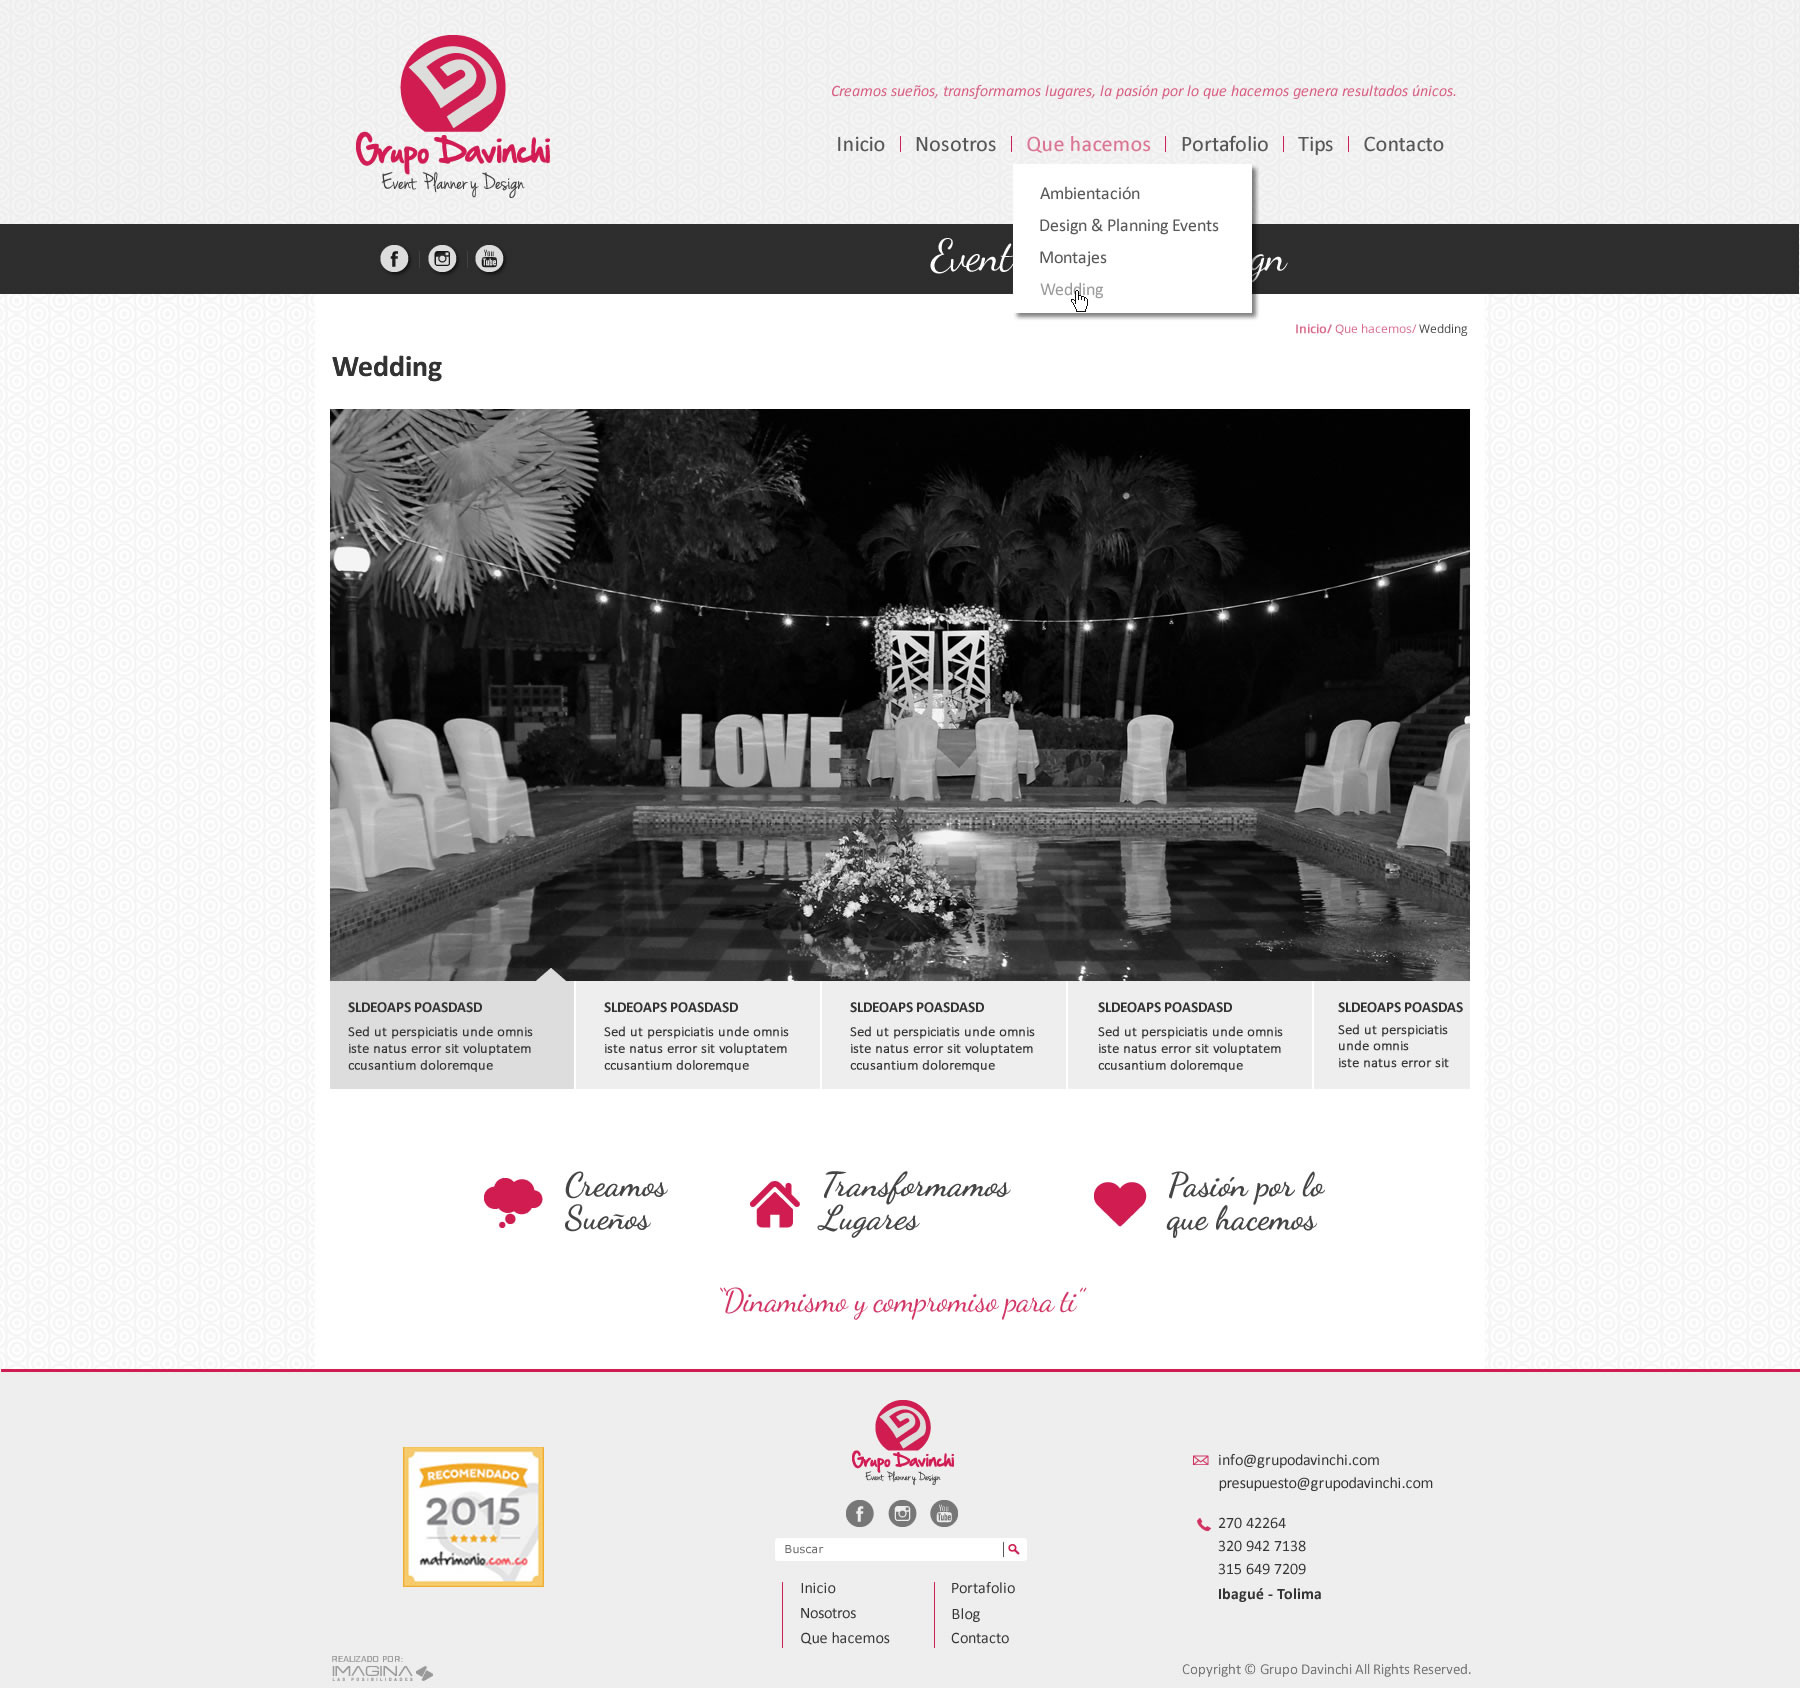 Grupo Davinchi
Event Planner y Design
Creamos sueños, transformamos lugares, la pasión por lo que hacemos genera resultados únicos.
Inicio
Nosotros
Que hacemos
Portafolio
Tips
Contacto
Ambientación
Design & Planning Events
Montajes
Wedding
You Tube
Event
gn
Inicio/ Que hacemos/ Wedding
Wedding
LOVE
SLDEOAPS POASDASD
Sed ut perspiciatis unde omnis
iste natus error sit voluptatem
ccusantium doloremque
SLDEOAPS POASDASD
Sed ut perspiciatis unde omnis
iste natus error sit voluptatem
ccusantium doloremque
SLDEOAPS POASDASD
Sed ut perspiciatis unde omnis
iste natus error sit voluptatem
ccusantium doloremque
SLDEOAPS POASDASD
Sed ut perspiciatis unde omnis
iste natus error sit voluptatem
ccusantium doloremque
SLDEOAPS POASDAS
Sed ut perspiciatis
unde omnis
iste natus error sit
Creamos
Sueños
Transformamos
Lugares
Pasión por lo
que hacemos
“Dinamismo y compromiso para ti”
RECOMENDADO
2015
matrimonio.com.co
Grupo Davinchi
Event Planner y Design
You Tube
Buscar
Inicio
Nosotros
Que hacemos
Portafolio
Blog
Contacto
info@grupodavinchi.com
presupuesto@grupodavinchi.com
270 42264
320 942 7138
315 649 7209
Ibagué - Tolima
REALIZADO POR:
IMAGINA
LAS POSIBILIDADES
Copyright © Grupo Davinchi All Rights Reserved.